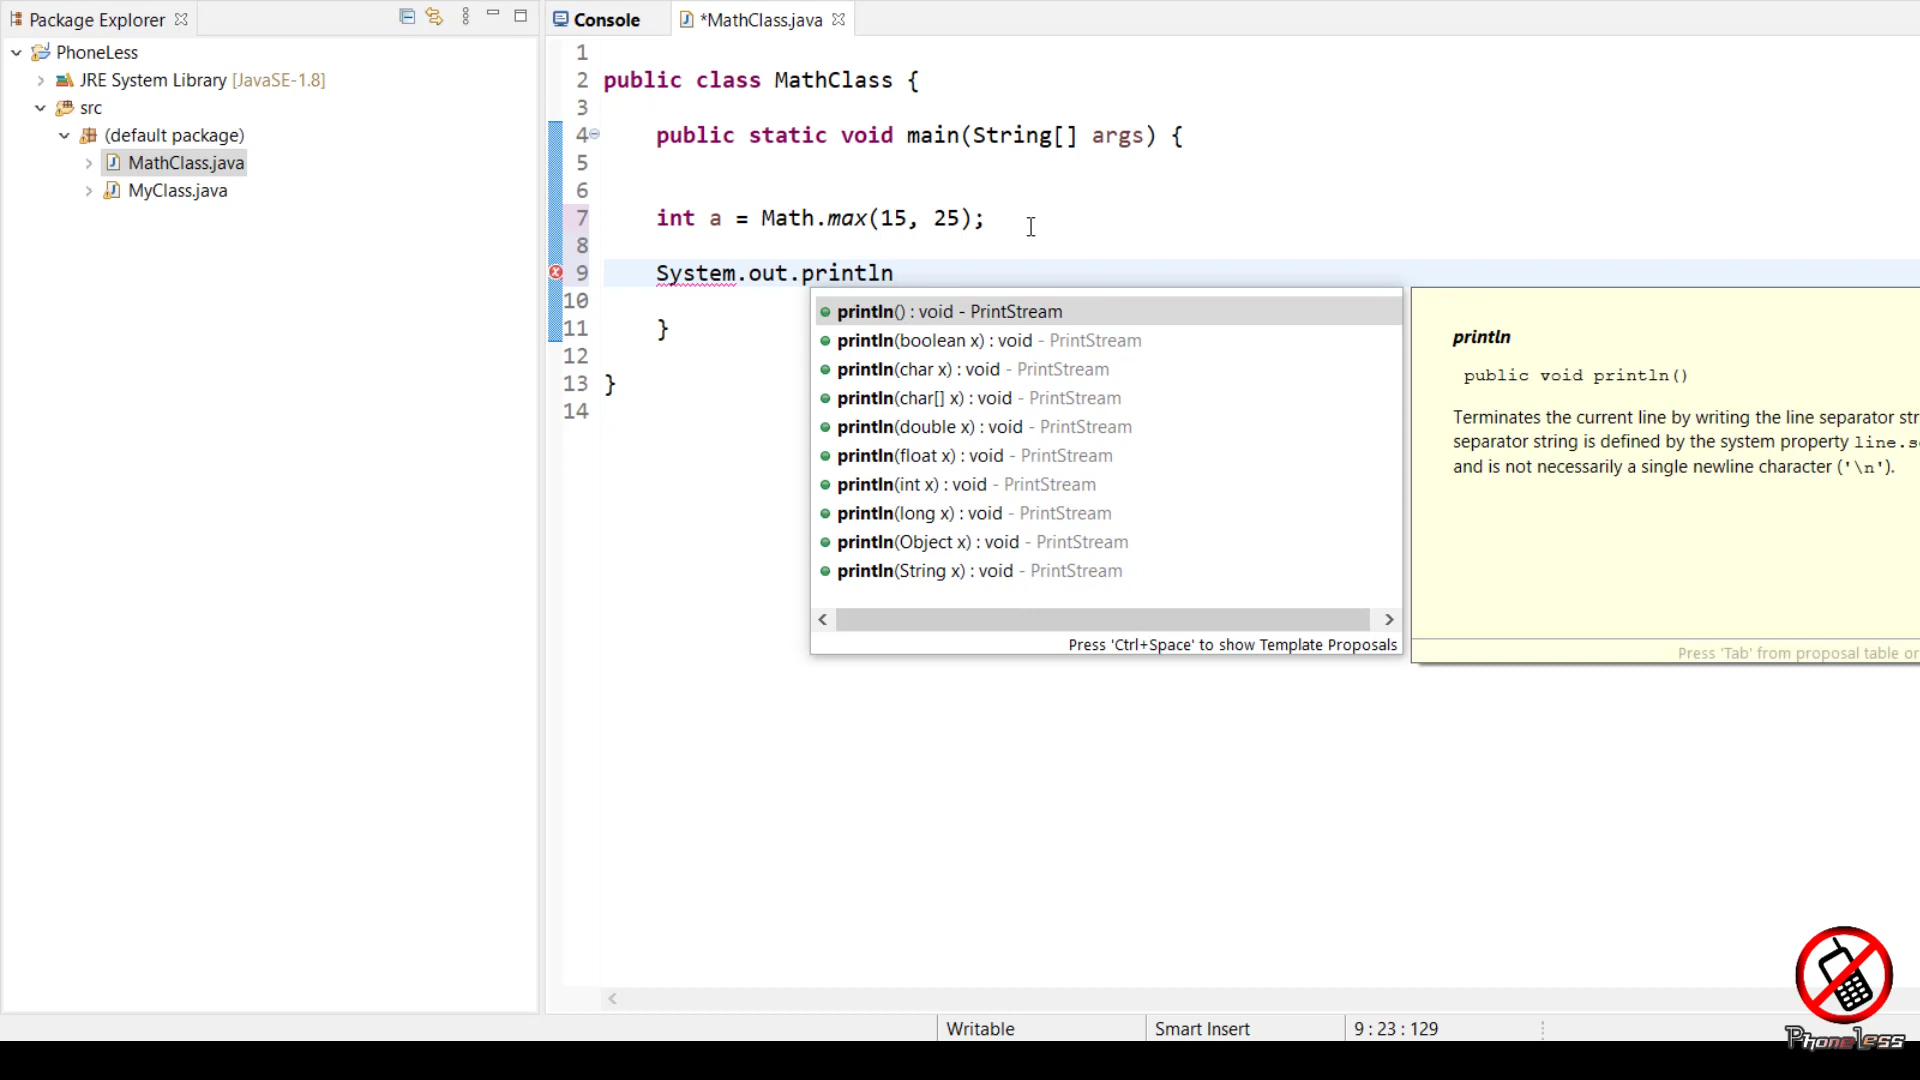 Package Explorer
PhoneLess
JRE System Library [JavaSE-1.8]
src
(default package)
MathClass.java
MyClass.java
Console
*MathClass.java
1
2 public class MathClass {
3
4 public static void main(String[] args) {
5
6
7 int a = Math.max(15, 25);
8
9 System.out.println
10
11 }
12
13 }
14
println() : void - PrintStream
println(boolean x) : void - PrintStream
println(char x) : void - PrintStream
println(char[] x) : void - PrintStream
println(double x) : void - PrintStream
println(float x) : void - PrintStream
println(int x) : void - PrintStream
println(long x) : void - PrintStream
println(Object x) : void - PrintStream
println(String x) : void - PrintStream
Press 'Ctrl+Space' to show Template Proposals
println
public void println()
Terminates the current line by writing the line separator
separator string is defined by the system property
and is not necessarily a single newline character ('\n').
Press 'Tab' from proposal table or
Writable
Smart Insert
9 : 23 : 129
PhoneLess